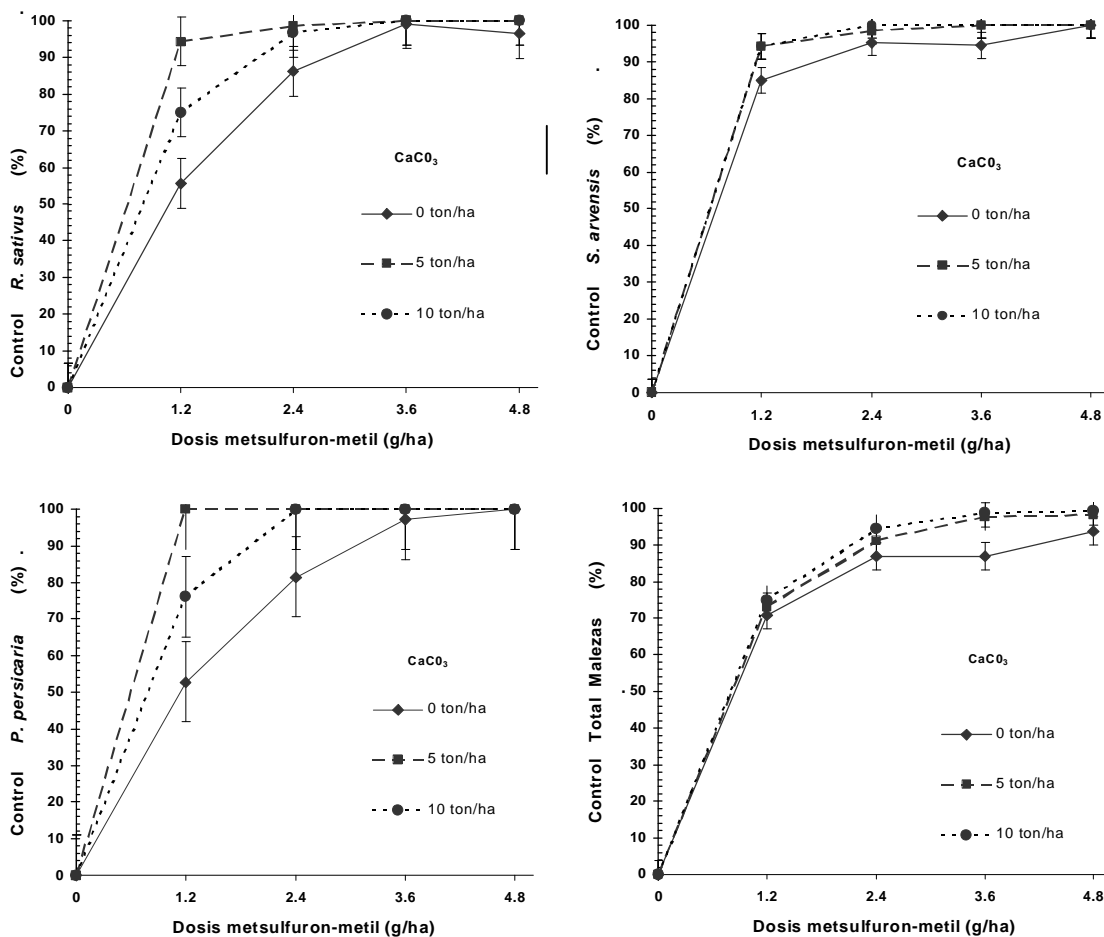 Control R. sativus (%)
100
90
80
70
60
50
40
30
20
10
0
CaC0₃
0 ton/ha
5 ton/ha
10 ton/ha
0 1.2 2.4 3.6 4.8
Dosis metsulfuron-metil (g/ha)
Control S. arvensis (%)
100
90
80
70
60
50
40
30
20
10
0
CaC0₃
0 ton/ha
5 ton/ha
10 ton/ha
0 1.2 2.4 3.6 4.8
Dosis metsulfuron-metil (g/ha)
Control P. persicaria (%)
100
90
80
70
60
50
40
30
20
10
0
CaC0₃
0 ton/ha
5 ton/ha
10 ton/ha
0 1.2 2.4 3.6 4.8
Dosis metsulfuron-metil (g/ha)
Control Total Malezas (%)
100
90
80
70
60
50
40
30
20
10
0
CaC0₃
0 ton/ha
5 ton/ha
10 ton/ha
0 1.2 2.4 3.6 4.8
Dosis metsulfuron-metil (g/ha)